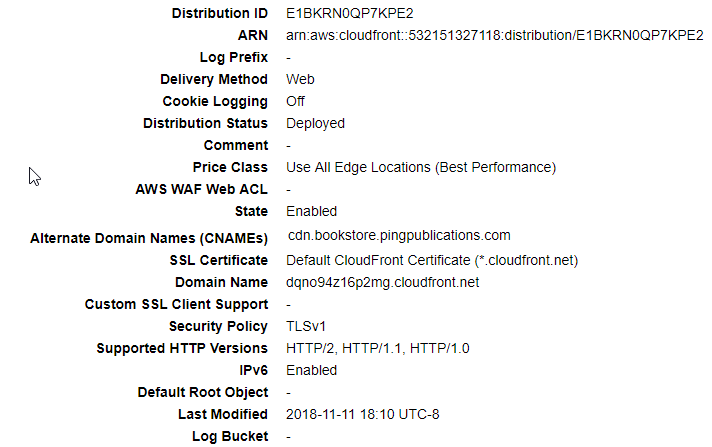 Distribution ID E1BKRN0QP7KPE2
ARN arn:aws:cloudfront::532151327118:distribution/E1BKRN0QP7KPE2
Log Prefix -
Delivery Method Web
Cookie Logging Off
Distribution Status Deployed
Comment -
Price Class Use All Edge Locations (Best Performance)
AWS WAF Web ACL -
State Enabled
Alternate Domain Names (CNAMEs) cdn.bookstore.pingpublications.com
SSL Certificate Default CloudFront Certificate (*.cloudfront.net)
Domain Name dqno94z16p2mg.cloudfront.net
Custom SSL Client Support -
Security Policy TLSv1
Supported HTTP Versions HTTP/2, HTTP/1.1, HTTP/1.0
IPv6 Enabled
Default Root Object -
Last Modified 2018-11-11 18:10 UTC-8
Log Bucket -